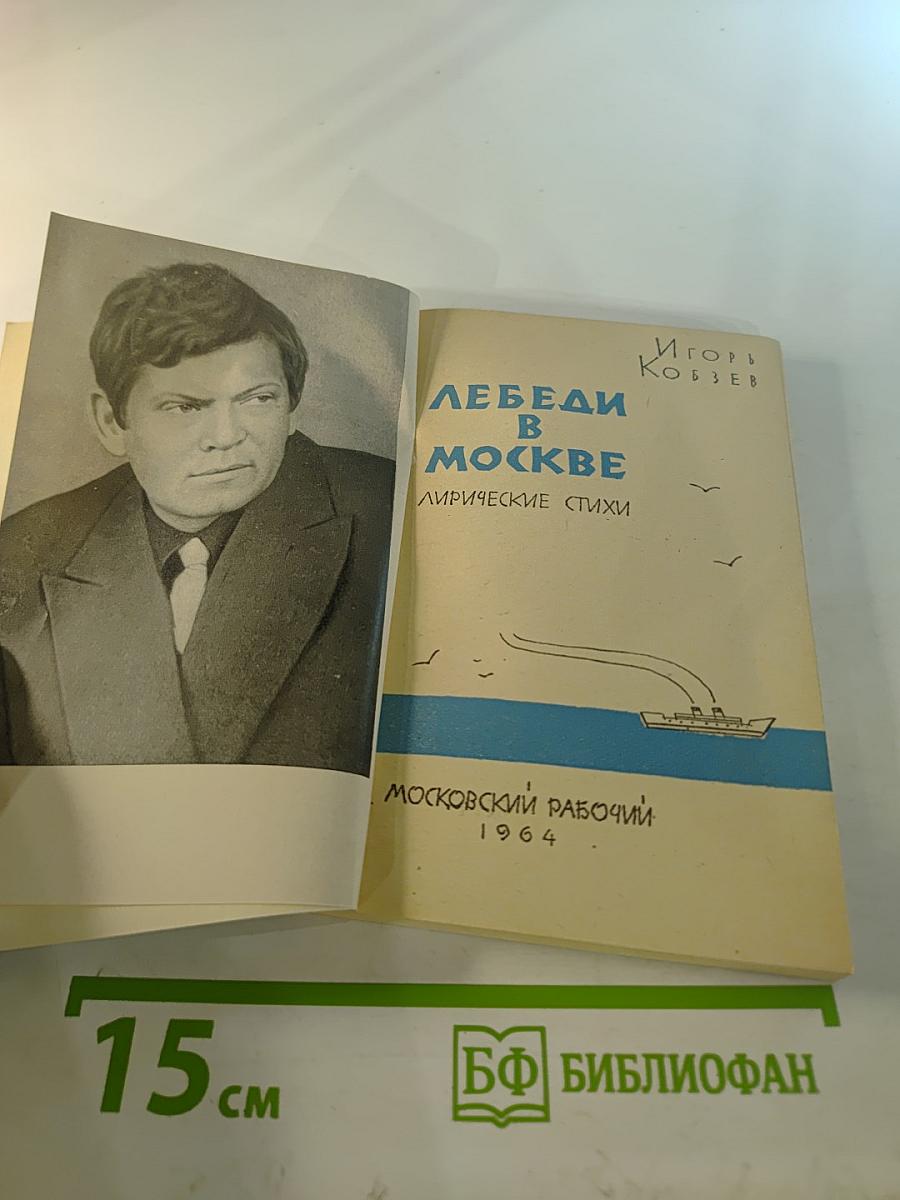 Игорь
Кобзев
ЛЕБЕДИ
В
МОСКВЕ
ЛИРИЧЕСКИЕ СТИХИ
МОСКОВСКИЙ РАБОЧИЙ
1964
15 см
БФ БИБЛИОФАН